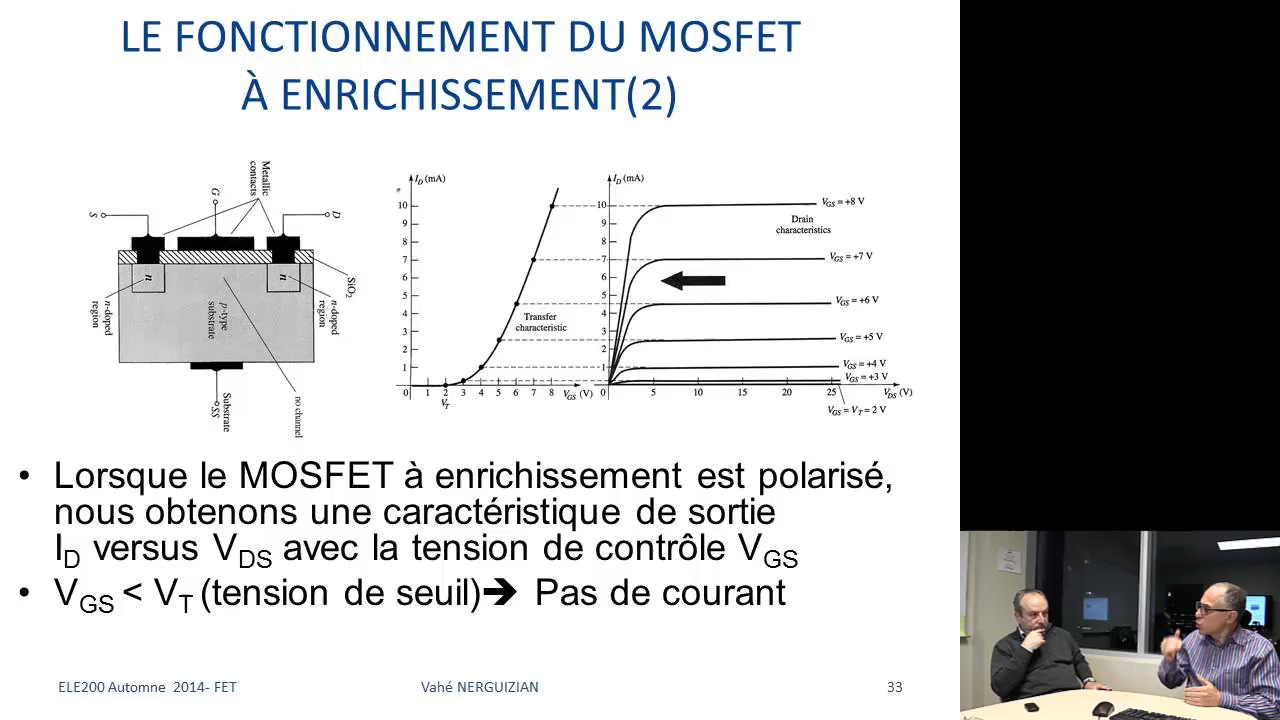 LE FONCTIONNEMENT DU MOSFET
À ENRICHISSEMENT(2)
Metallic
contacts
S
G
D
SiO2
n
n
n-doped
region
p-type
substrate
n-doped
region
Substrate
SS
no channel
ID (mA)
10
9
8
7
6
5
4
3
2
1
0 1 2 3 4 5 6 7 8 VGS (V)
VT
Transfer
characteristic
ID (mA)
10
9
8
7
6
5
4
3
2
1
0 5 10 15 20 25 VDS (V)
Drain
characteristics
VGS = +8 V
VGS = +7 V
VGS = +6 V
VGS = +5 V
VGS = +4 V
VGS = +3 V
VGS = VT = 2 V
• Lorsque le MOSFET à enrichissement est polarisé,
nous obtenons une caractéristique de sortie
ID versus VDS avec la tension de contrôle VGS
• VGS < VT (tension de seuil)➔ Pas de courant
ELE200 Automne 2014- FET Vahé NERGUIZIAN 33